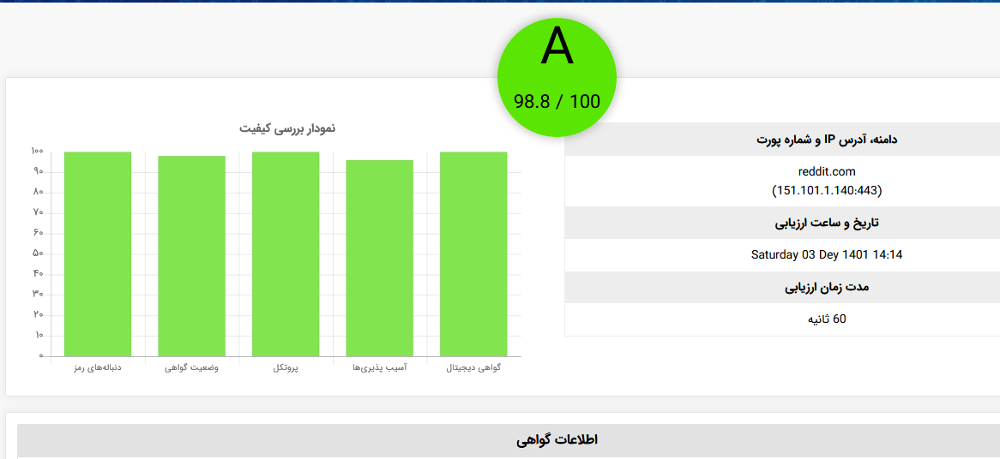 A
98.8 / 100
نمودار بررسی کیفیت
۱۰۰
۹۰
۸۰
۷۰
۶۰
۵۰
۴۰
۳۰
۲۰
۱۰
۰
دنباله‌های رمز
وضعیت گواهی
پروتکل
آسیب پذیری‌ها
گواهی دیجیتال
دامنه، آدرس IP و شماره پورت
reddit.com
(151.101.1.140:443)
تاریخ و ساعت ارزیابی
Saturday 03 Dey 1401 14:14
مدت زمان ارزیابی
60 ثانیه
اطلاعات گواهی